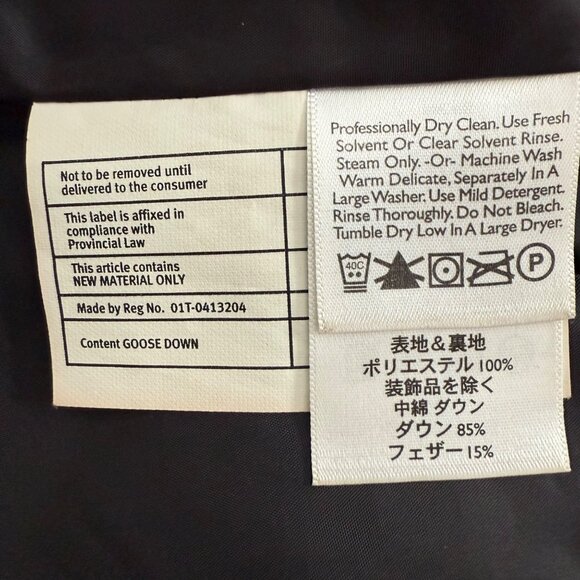 Not to be removed until
delivered to the consumer
This label is affixed in
compliance with
Provincial Law
This article contains
NEW MATERIAL ONLY
Made by Reg No. 01T-0413204
Content GOOSE DOWN
Professionally Dry Clean. Use Fresh
Solvent Or Clear Solvent Rinse.
Steam Only. -Or- Machine Wash
Warm Delicate, Separately In A
Large Washer. Use Mild Detergent.
Rinse Thoroughly. Do Not Bleach.
Tumble Dry Low In A Large Dryer.
40C
P
表地&裏地
ポリエステル 100%
装飾品を除く
中綿 ダウン
ダウン 85%
フェザー 15%